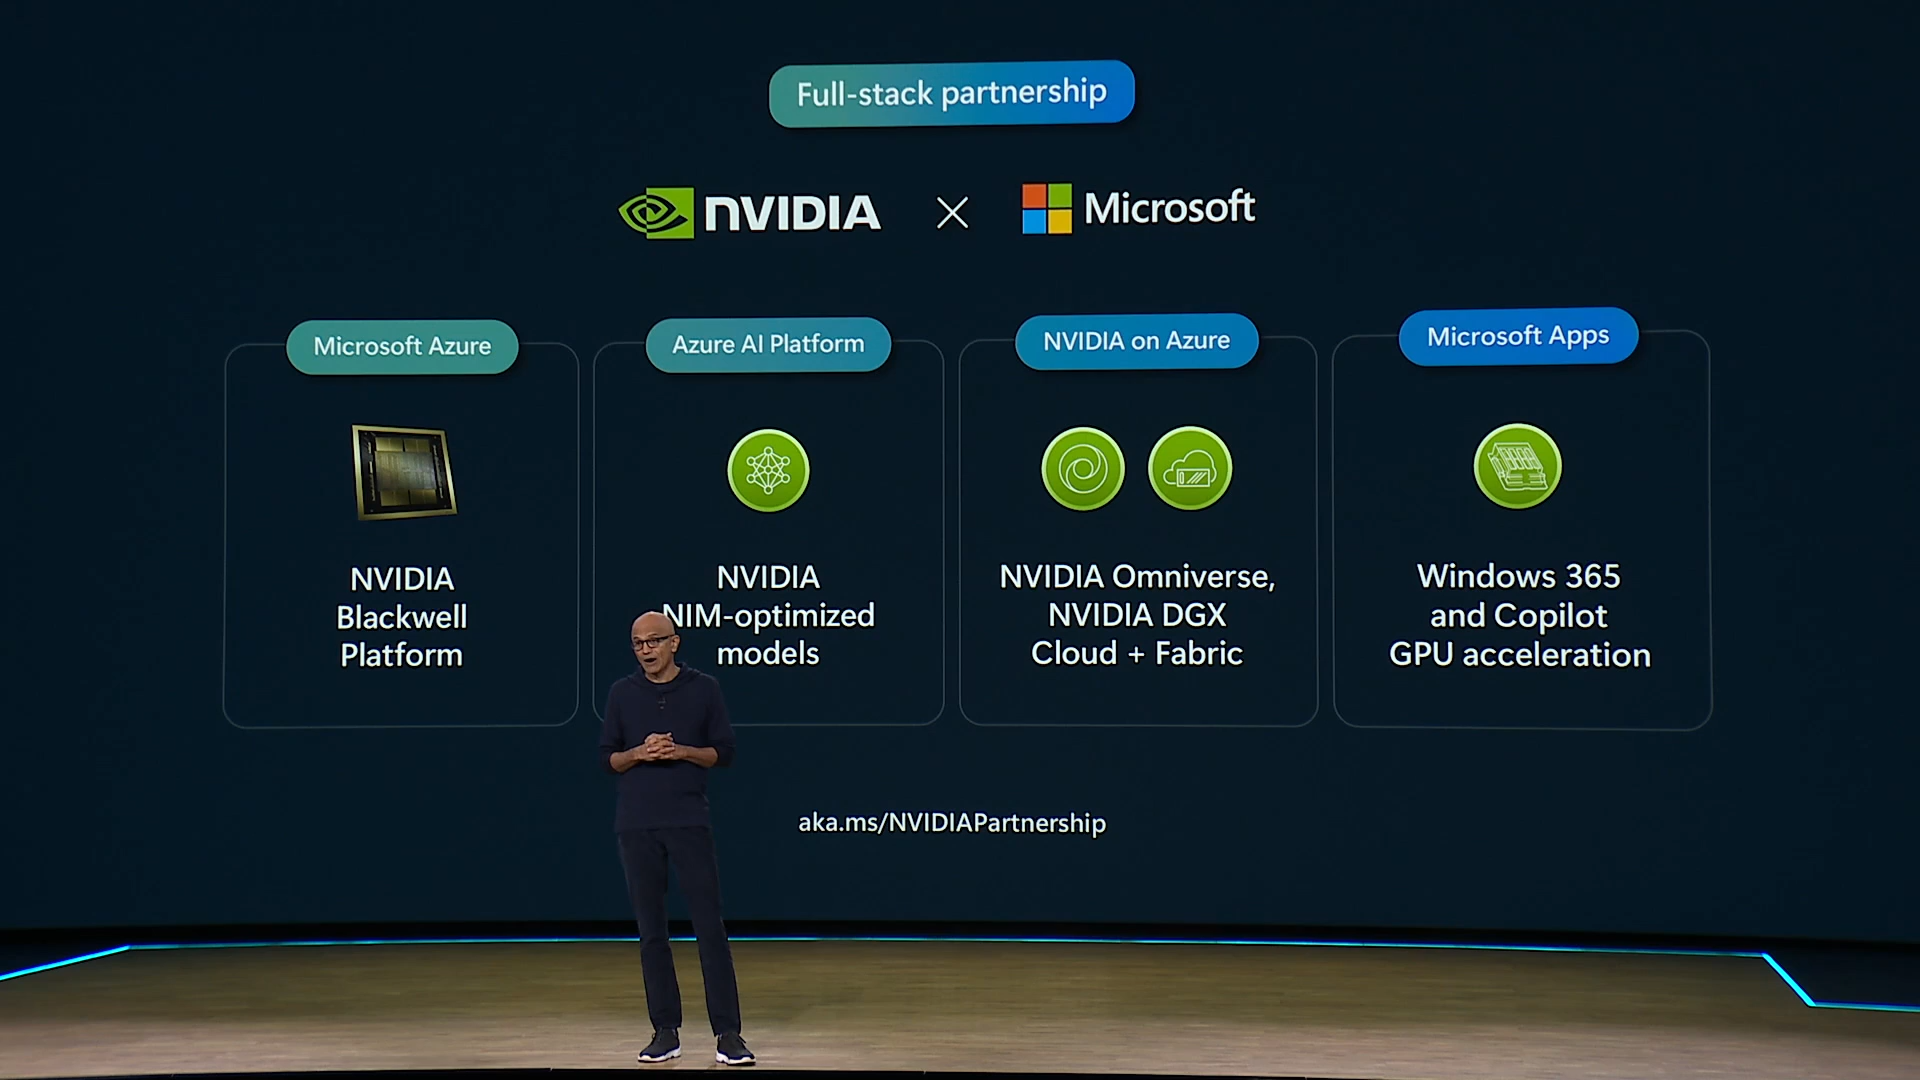 Full-stack partnership
NVIDIA × Microsoft
Microsoft Azure
NVIDIA
Blackwell
Platform
Azure AI Platform
NVIDIA
NIM-optimized
models
NVIDIA on Azure
NVIDIA Omniverse,
NVIDIA DGX
Cloud + Fabric
Microsoft Apps
Windows 365
and Copilot
GPU acceleration
aka.ms/NVIDIAPartnership